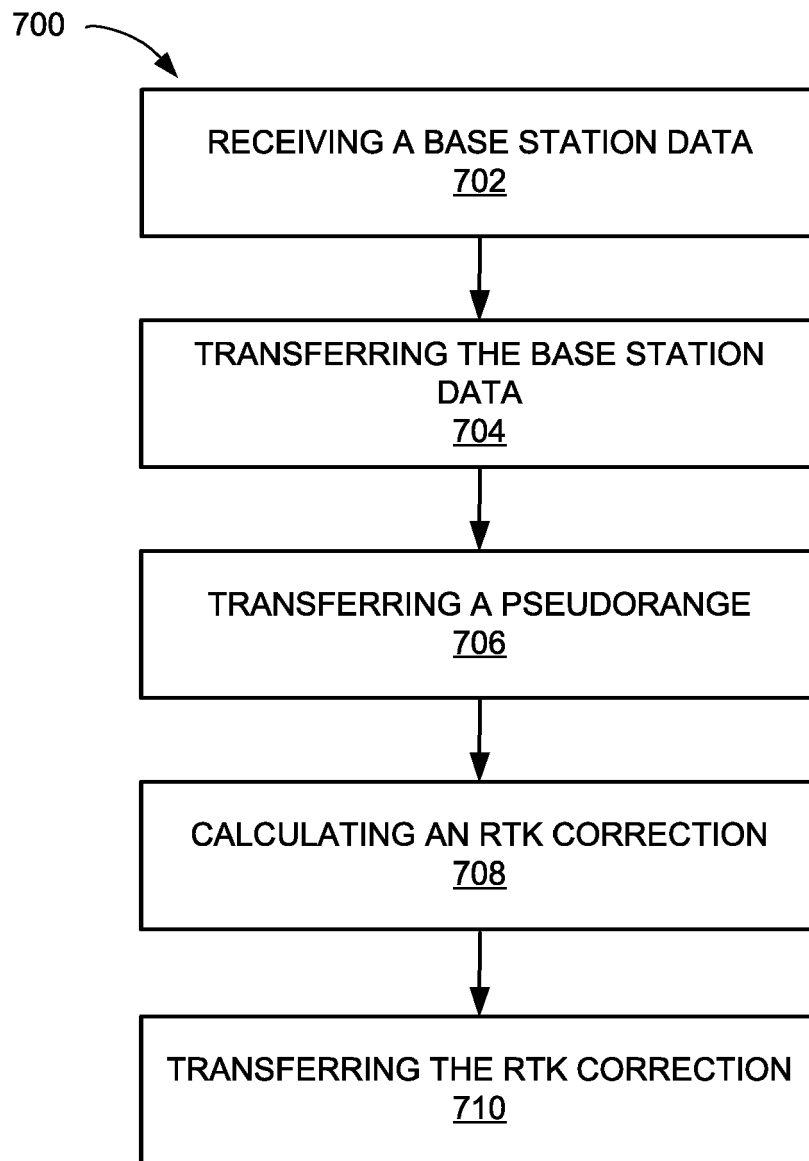 700
RECEIVING A BASE STATION DATA
702
TRANSFERRING THE BASE STATION
DATA
704
TRANSFERRING A PSEUDORANGE
706
CALCULATING AN RTK CORRECTION
708
TRANSFERRING THE RTK CORRECTION
710